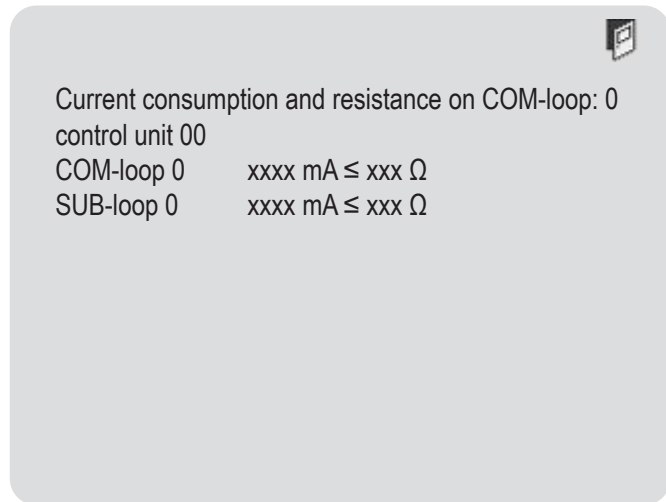 Current consumption and resistance on COM-loop: 0
control unit 00
COM-loop 0 xxxx mA ≤ xxx Ω
SUB-loop 0 xxxx mA ≤ xxx Ω